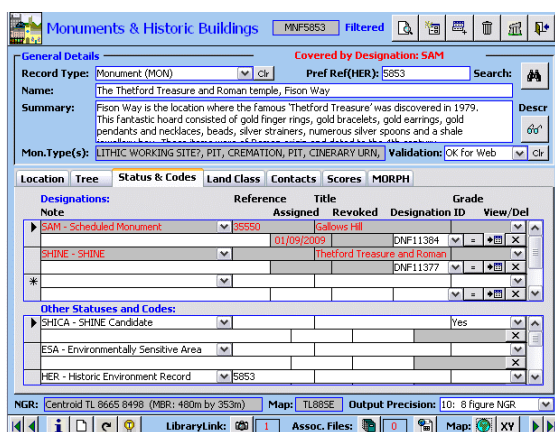 Monuments & Historic Buildings MNF5853 Filtered
General Details Covered by Designation: SAM
Record Type: Monument (MON) Clr Pref Ref(HER): 5853 Search:
Name: The Thetford Treasure and Roman temple, Fison Way
Summary: Fison Way is the location where the famous 'Thetford Treasure' was discovered in 1979. Descr
This fantastic hoard consisted of gold finger rings, gold bracelets, gold earrings, gold
pendants and necklaces, beads, silver strainers, numerous silver spoons and a shale
Mon.Type(s): LITHIC WORKING SITE?, PIT, CREMATION, PIT, CINERARY URN, Validation: OK for Web Clr
Location Tree Status & Codes Land Class Contacts Scores MORPH
Designations: Reference Title Grade
Note Assigned Revoked Designation ID View/Del
SAM - Scheduled Monument 35550 Gallows Hill
01/09/2009 DNF11384 = X
SHINE - SHINE Thetford Treasure and Roman
DNF11377 = X
= X
Other Statuses and Codes:
SHICA - SHINE Candidate Yes
X
ESA - Environmentally Sensitive Area
X
HER - Historic Environment Record 5853
NGR: Centroid TL 8665 8498 (MBR: 480m by 353m) Map: TL88SE Output Precision: 10: 8 figure NGR
LibraryLink: 1 Assoc. Files: 0 Map: XY